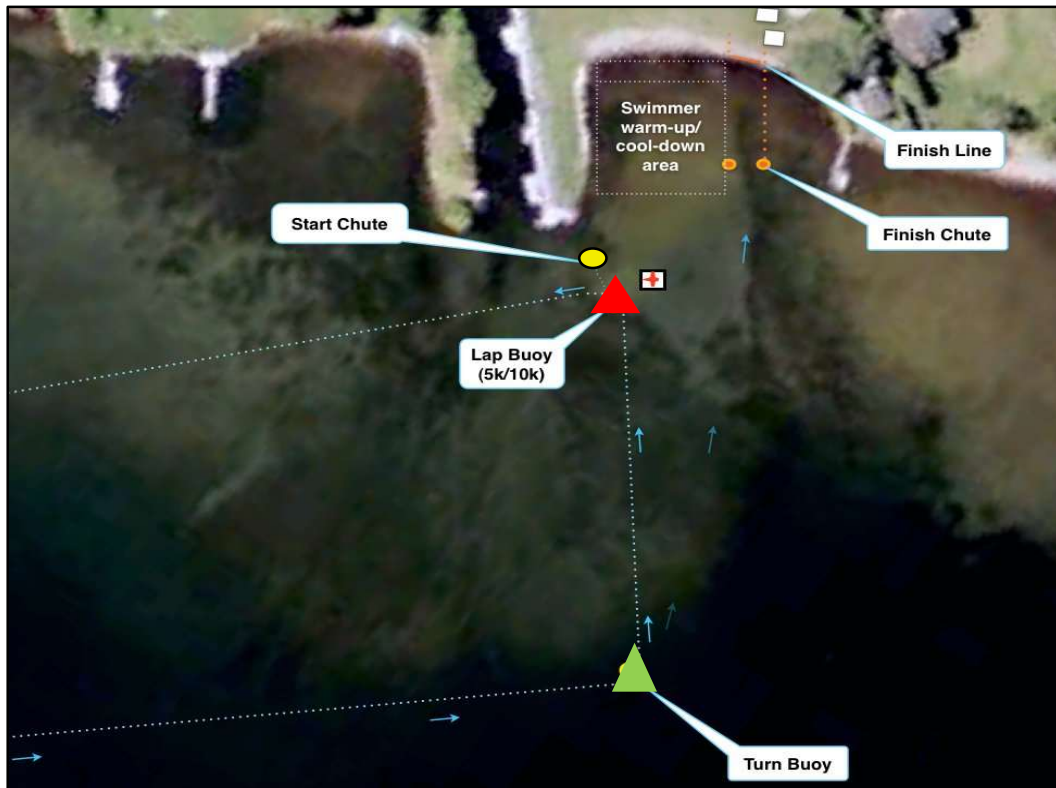 Swimmer
warm-up/
cool-down
area
Finish Line
Start Chute
Finish Chute
Lap Buoy
(5k/10k)
Turn Buoy